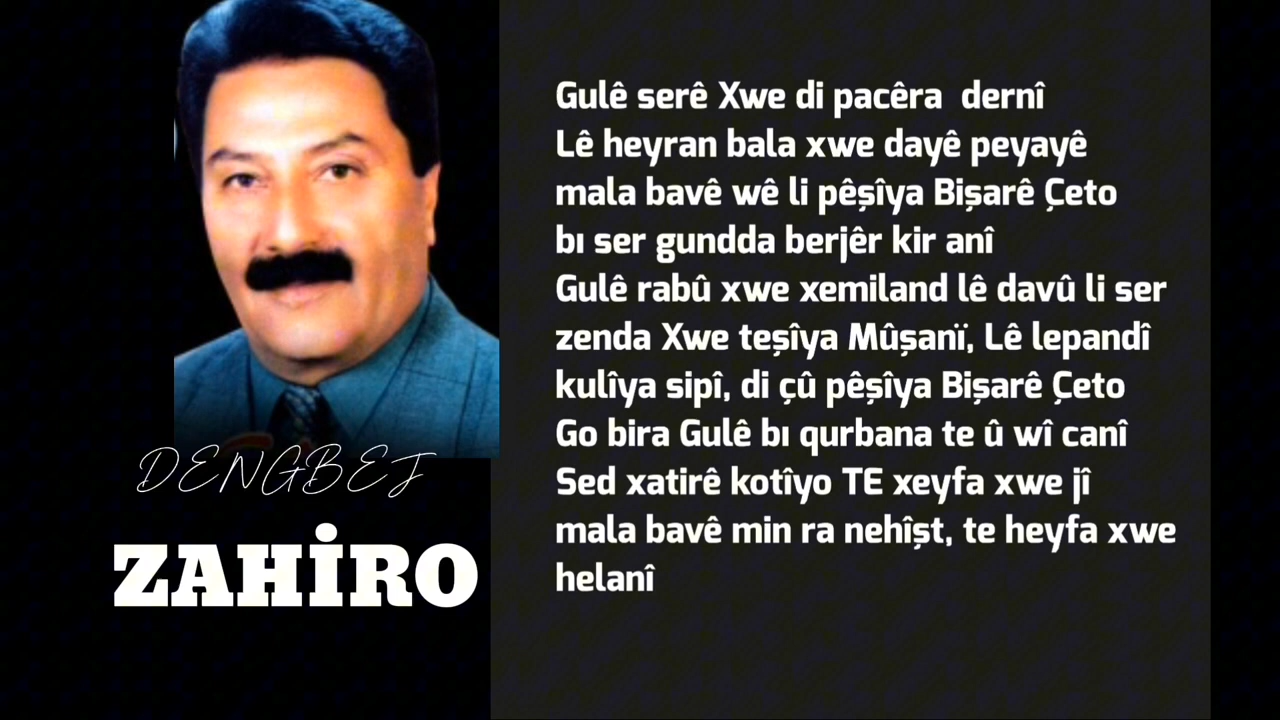 DENGBEJ
ZAHİRO
Gulê serê Xwe di pacêra dernî
Lê heyran bala xwe dayê peyayê
mala bavê wê li pêşîya Bişarê Çeto
bı ser gundda berjêr kir anî
Gulê rabû xwe xemiland lê davû li ser
zenda Xwe teşîya Mûşanï, Lê lepandî
kulîya sipî, di çû pêşîya Bişarê Çeto
Go bira Gulê bı qurbana te û wî canî
Sed xatirê kotîyo TE xeyfa xwe jî
mala bavê min ra nehîşt, te heyfa xwe
helanî